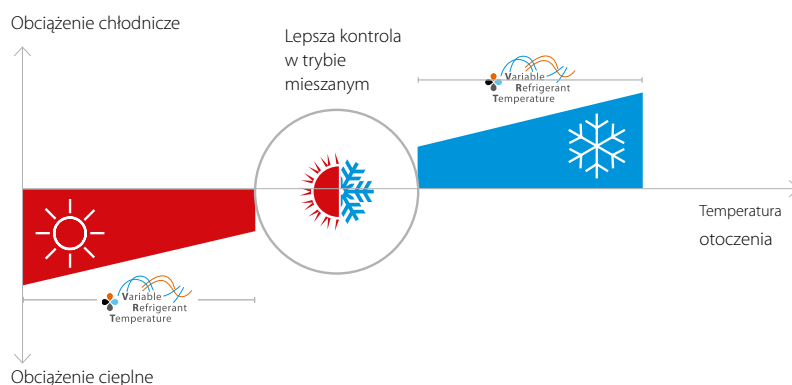 Obciążenie chłodnicze
Lepsza kontrola
w trybie
mieszanym
Variable
Refrigerant
Temperature
Temperatura
otoczenia
Variable
Refrigerant
Temperature
Obciążenie cieplne